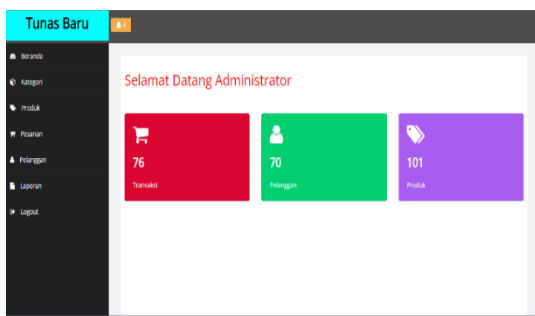 Tunas Baru
Beranda
Kategori
Produk
Pesanan
Pelanggan
Laporan
Logout
Selamat Datang Administrator
76
Transaksi
70
Pelanggan
101
Produk